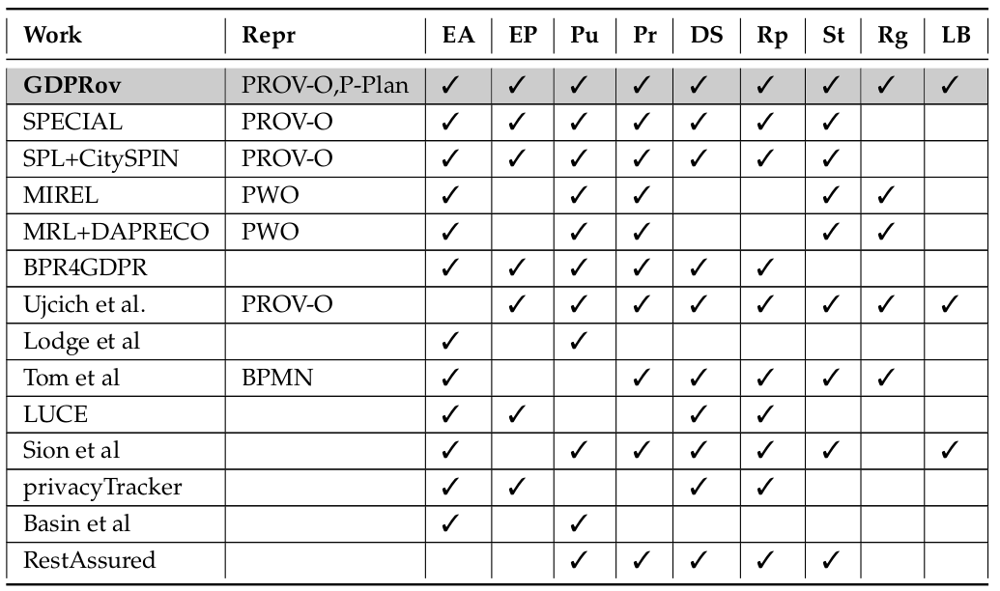 Work Repr EA EP Pu Pr DS Rp St Rg LB
GDPRov PROV-O,P-Plan ✓ ✓ ✓ ✓ ✓ ✓ ✓ ✓ ✓
SPECIAL PROV-O ✓ ✓ ✓ ✓ ✓ ✓ ✓
SPL+CitySPIN PROV-O ✓ ✓ ✓ ✓ ✓ ✓ ✓
MIREL PWO ✓ ✓ ✓ ✓ ✓
MRL+DAPRECO PWO ✓ ✓ ✓ ✓ ✓
BPR4GDPR ✓ ✓ ✓ ✓ ✓ ✓
Ujcich et al. PROV-O ✓ ✓ ✓ ✓ ✓ ✓ ✓ ✓
Lodge et al ✓ ✓
Tom et al BPMN ✓ ✓ ✓ ✓ ✓ ✓
LUCE ✓ ✓ ✓ ✓
Sion et al ✓ ✓ ✓ ✓ ✓ ✓ ✓
privacyTracker ✓ ✓ ✓ ✓
Basin et al ✓ ✓
RestAssured ✓ ✓ ✓ ✓ ✓